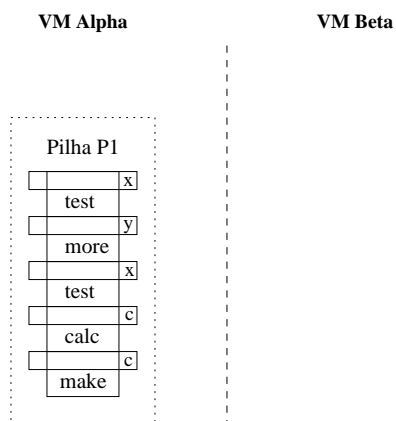 VM Alpha VM Beta
Pilha P1
x
test
y
more
x
test
c
calc
c
make